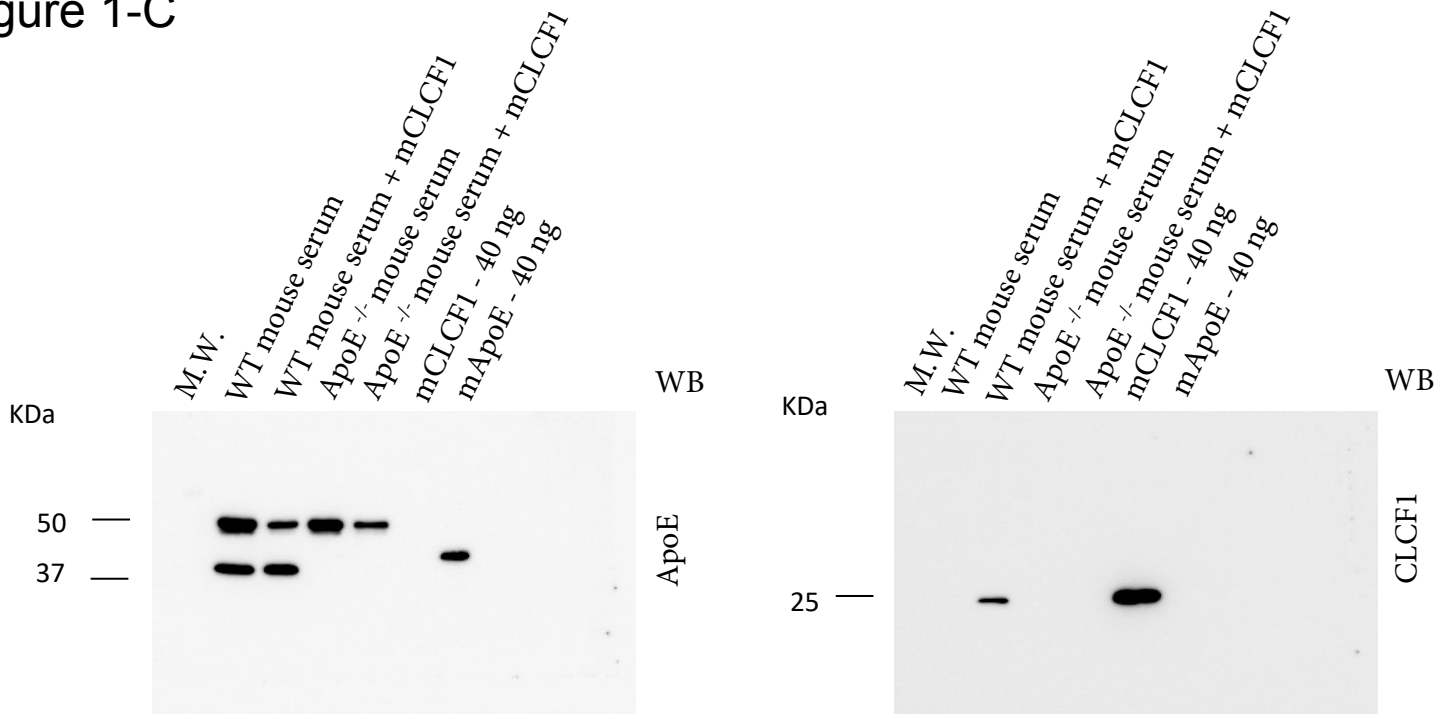 gure 1-C
M.W.
WT mouse serum
WT mouse serum + mCLCF1
ApoE -/- mouse serum
ApoE -/- mouse serum + mCLCF1
mCLCF1 - 40 ng
mApoE - 40 ng
WB
KDa
50
37
ApoE
M.W.
WT mouse serum
WT mouse serum + mCLCF1
ApoE -/- mouse serum
ApoE -/- mouse serum + mCLCF1
mCLCF1 - 40 ng
mApoE - 40 ng
WB
KDa
25
CLCF1